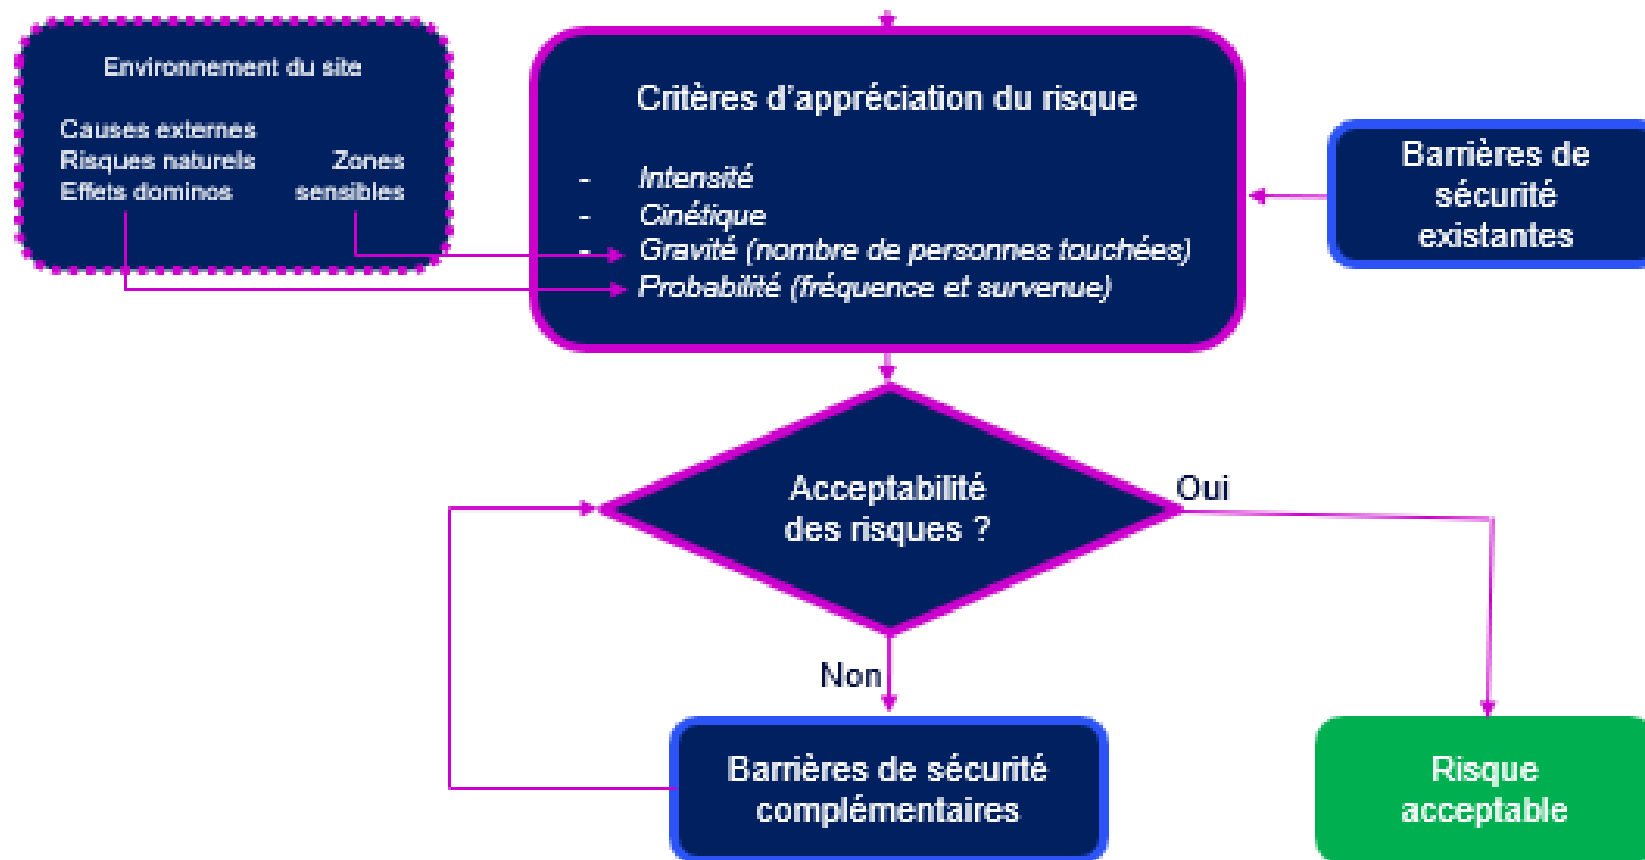 Environnement du site
Causes externes
Risques naturels
Effets dominos
Zones
sensibles
Critères d'appréciation du risque
- Intensité
- Cinétique
- Gravité (nombre de personnes touchées)
Probabilité (fréquence et survenue)
Barrières de
sécurité
existantes
Acceptabilité
des risques ?
Oui
Non
Barrières de sécurité
complémentaires
Risque
acceptable